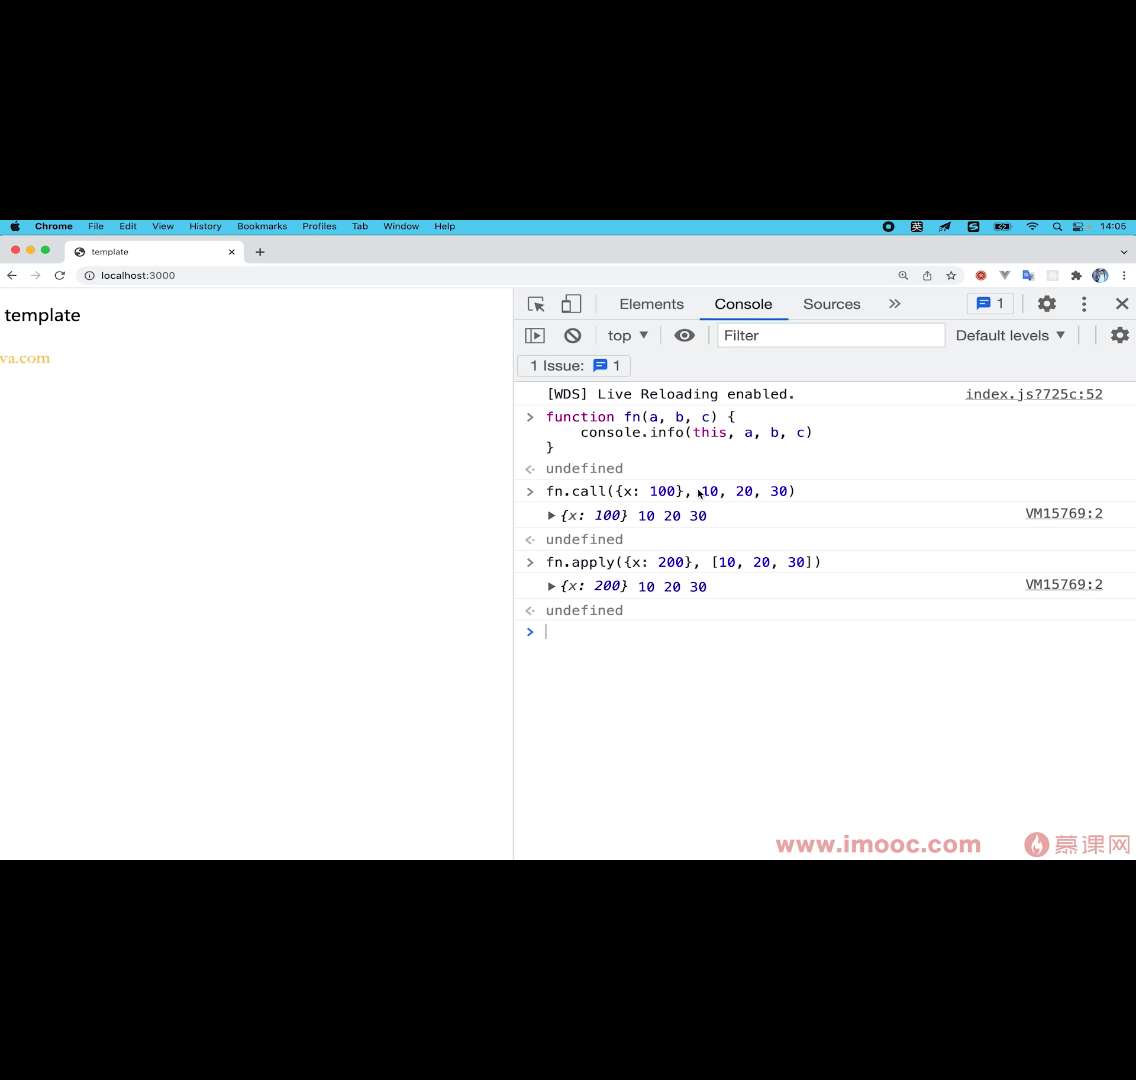 Chrome File Edit View History Bookmarks Profiles Tab Window Help 英 14:05
template
localhost:3000
template
va.com
Elements Console Sources 1
top Filter Default levels
1 Issue: 1
[WDS] Live Reloading enabled. index.js?725c:52
function fn(a, b, c) {
console.info(this, a, b, c)
}
undefined
fn.call({x: 100}, 10, 20, 30)
{x: 100} 10 20 30 VM15769:2
undefined
fn.apply({x: 200}, [10, 20, 30])
{x: 200} 10 20 30 VM15769:2
undefined
www.imooc.com 慕课网